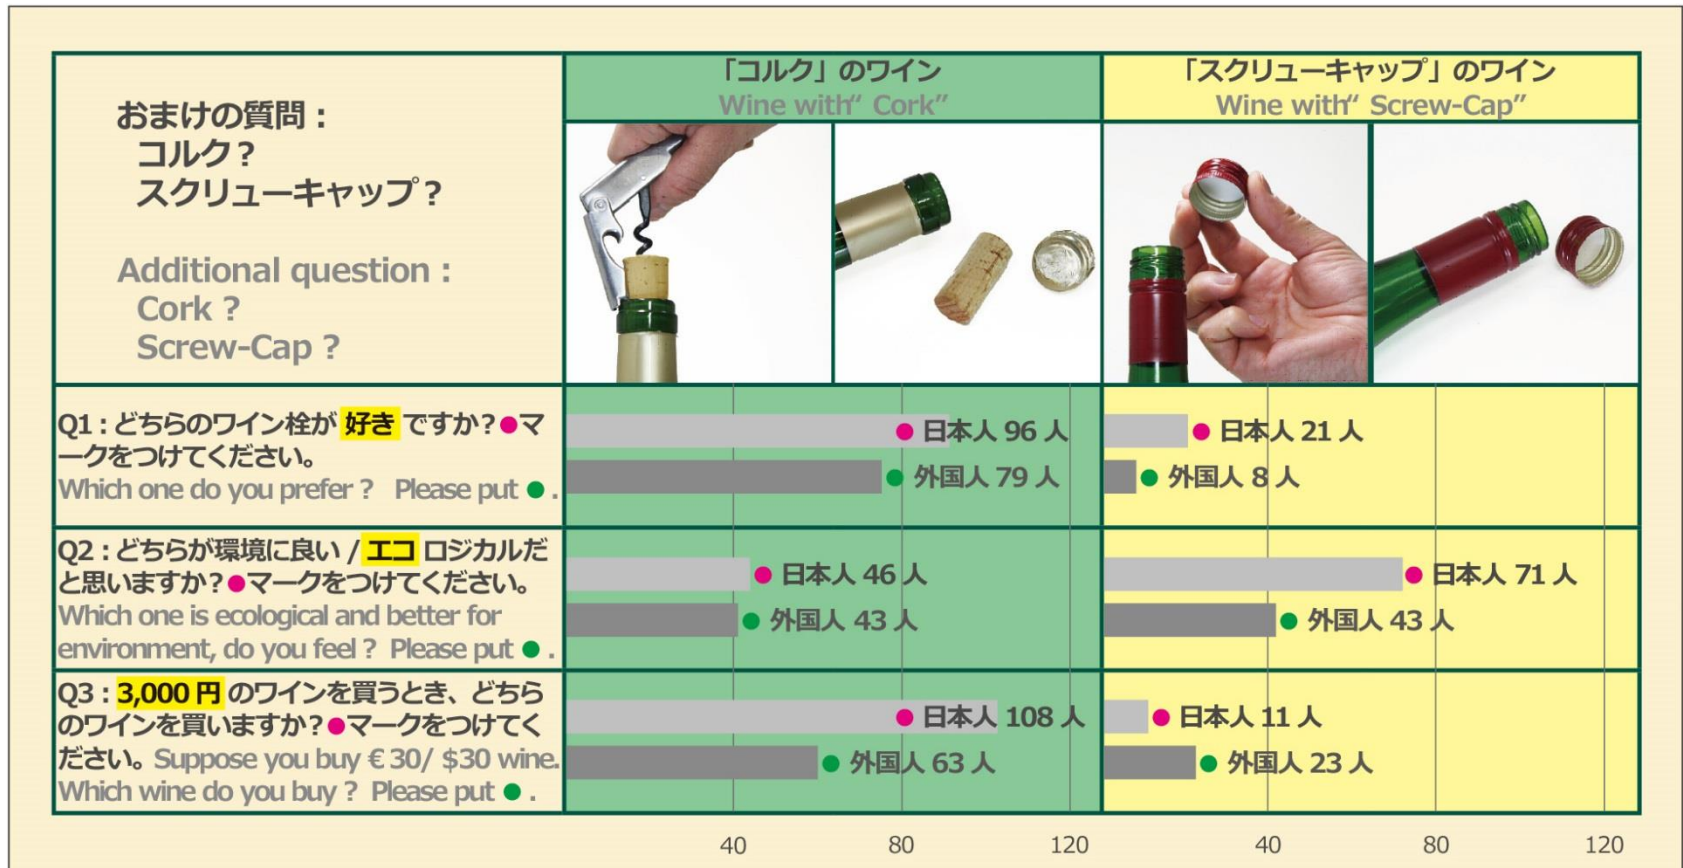 おまけの質問：
コルク？
スクリューキャップ？
Additional question :
Cork ?
Screw-Cap ?
「コルク」のワイン
Wine with“ Cork”
「スクリューキャップ」のワイン
Wine with“ Screw-Cap”
Q1：どちらのワイン栓が 好き ですか？●マ
ークをつけてください。
Which one do you prefer ? Please put ● .
● 日本人 96 人
● 外国人 79 人
● 日本人 21 人
● 外国人 8 人
Q2：どちらが環境に良い / エコ ロジカルだ
と思いますか？●マークをつけてください。
Which one is ecological and better for
environment, do you feel ? Please put ● .
● 日本人 46 人
● 外国人 43 人
● 日本人 71 人
● 外国人 43 人
Q3：3,000 円 のワインを買うとき、どちら
のワインを買いますか？●マークをつけてく
ださい。Suppose you buy € 30/ $30 wine.
Which wine do you buy ? Please put ● .
● 日本人 108 人
● 外国人 63 人
● 日本人 11 人
● 外国人 23 人
40 80 120 40 80 120